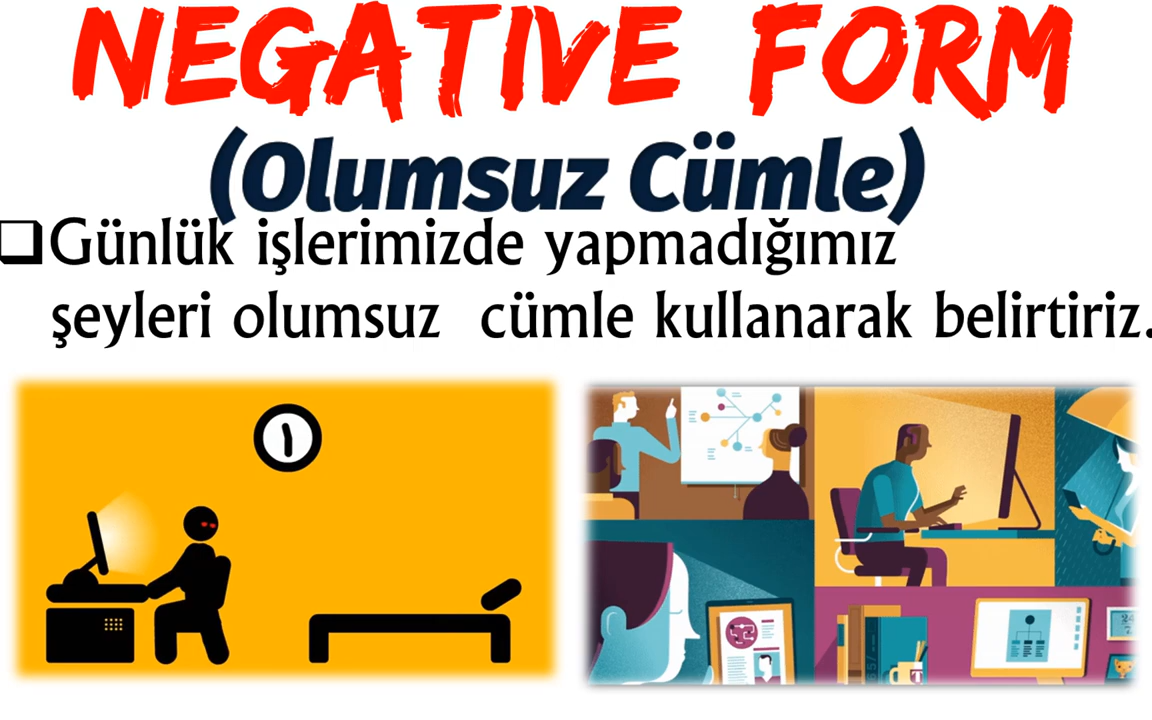 NEGATIVE FORM
(Olumsuz Cümle)
❑Günlük işlerimizde yapmadığımız
şeyleri olumsuz cümle kullanarak belirtiriz.